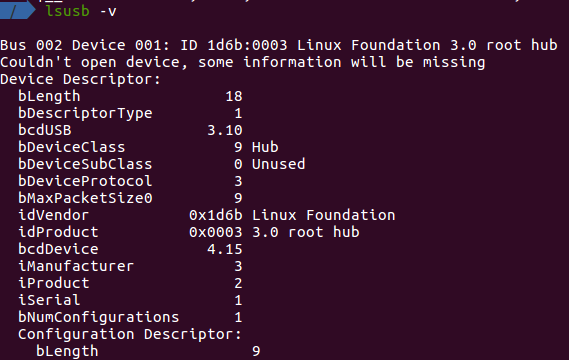 / lsusb -v
Bus 002 Device 001: ID 1d6b:0003 Linux Foundation 3.0 root hub
Couldn't open device, some information will be missing
Device Descriptor:
  bLength                18
  bDescriptorType         1
  bcdUSB               3.10
  bDeviceClass            9 Hub
  bDeviceSubClass         0 Unused
  bDeviceProtocol         3
  bMaxPacketSize0         9
  idVendor           0x1d6b Linux Foundation
  idProduct          0x0003 3.0 root hub
  bcdDevice            4.15
  iManufacturer           3
  iProduct                2
  iSerial                 1
  bNumConfigurations      1
  Configuration Descriptor:
    bLength                 9